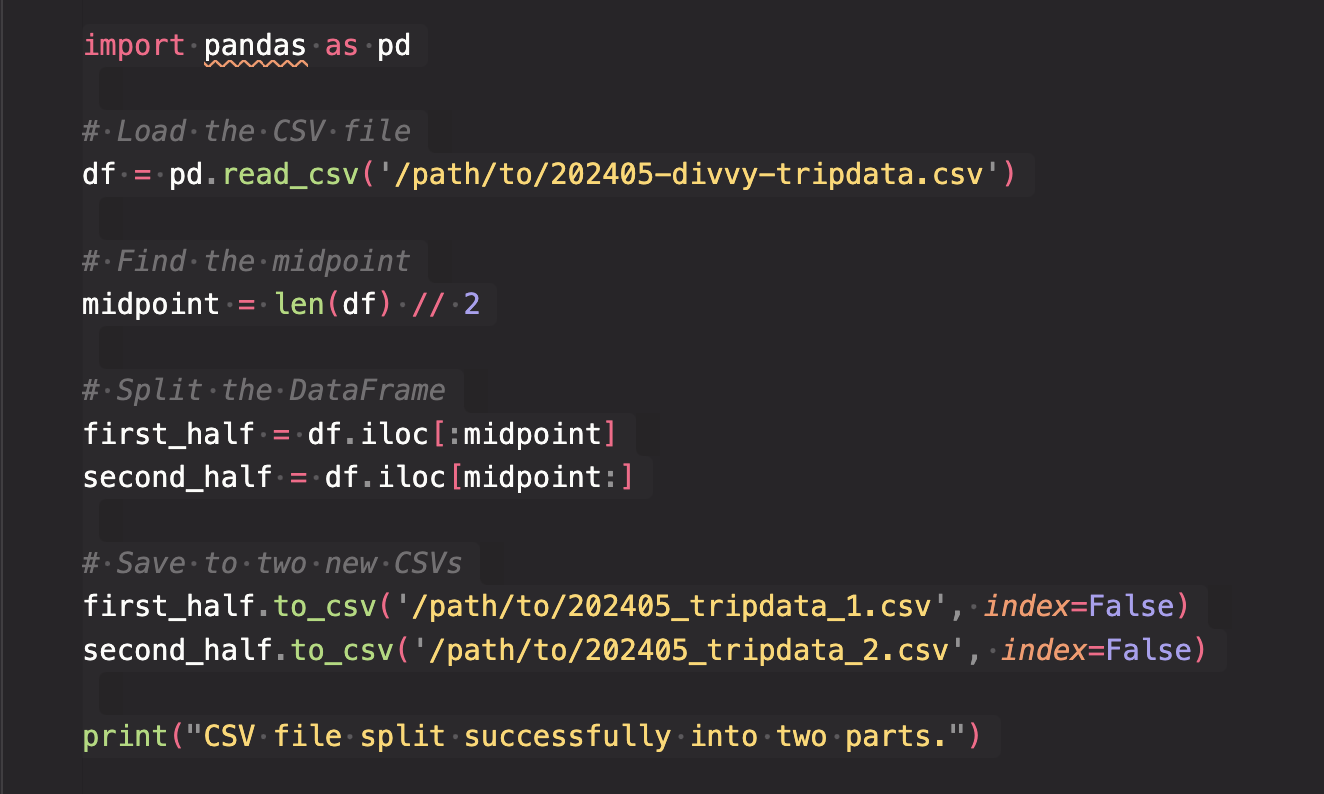 import pandas as pd
# Load the CSV file
df = pd.read_csv('/path/to/202405-divvy-tripdata.csv')
# Find the midpoint
midpoint = len(df) // 2
# Split the DataFrame
first_half = df.iloc[:midpoint]
second_half = df.iloc[midpoint:]
# Save to two new CSVs
first_half.to_csv('/path/to/202405_tripdata_1.csv', index=False)
second_half.to_csv('/path/to/202405_tripdata_2.csv', index=False)
print("CSV file split successfully into two parts.")